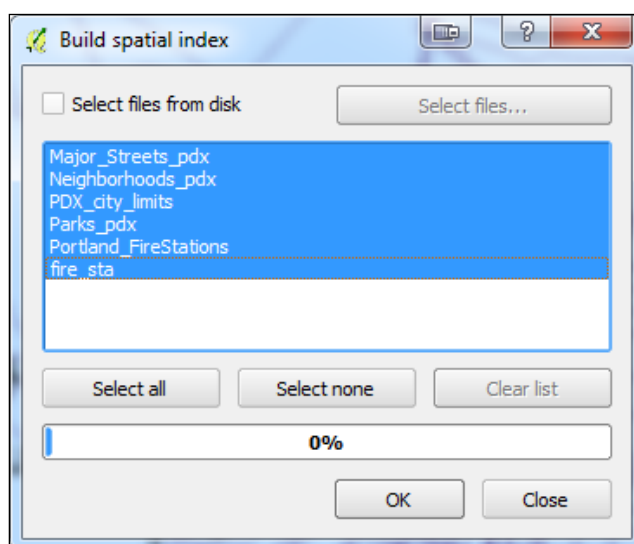 Build spatial index
?
X
Select files from disk
Select files...
Major_Streets_pdx
Neighborhoods_pdx
PDX_city_limits
Parks_pdx
Portland_FireStations
fire_sta
Select all
Select none
Clear list
0%
OK
Close